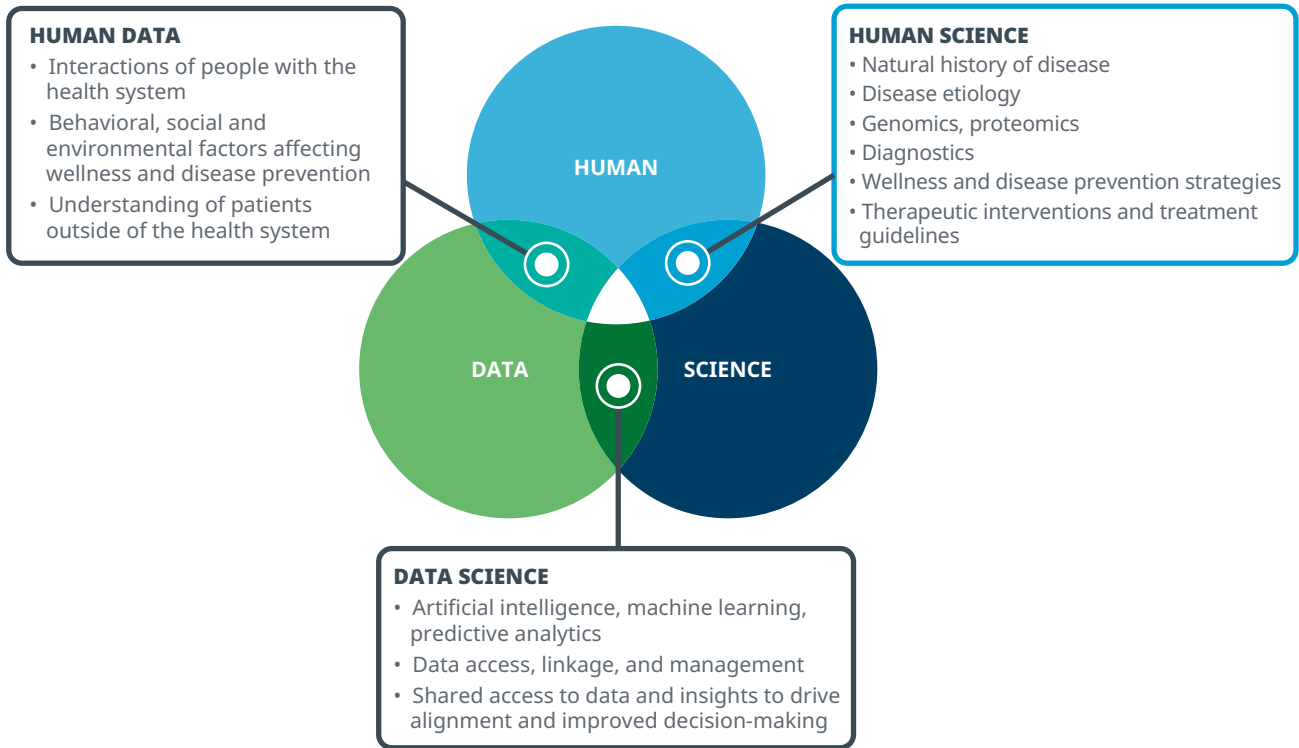 HUMAN DATA
• Interactions of people with the
health system
• Behavioral, social and
environmental factors affecting
wellness and disease prevention
• Understanding of patients
outside of the health system
HUMAN SCIENCE
• Natural history of disease
• Disease etiology
• Genomics, proteomics
• Diagnostics
• Wellness and disease prevention strategies
• Therapeutic interventions and treatment
guidelines
HUMAN
DATA
SCIENCE
DATA SCIENCE
• Artificial intelligence, machine learning,
predictive analytics
• Data access, linkage, and management
• Shared access to data and insights to drive
alignment and improved decision-making